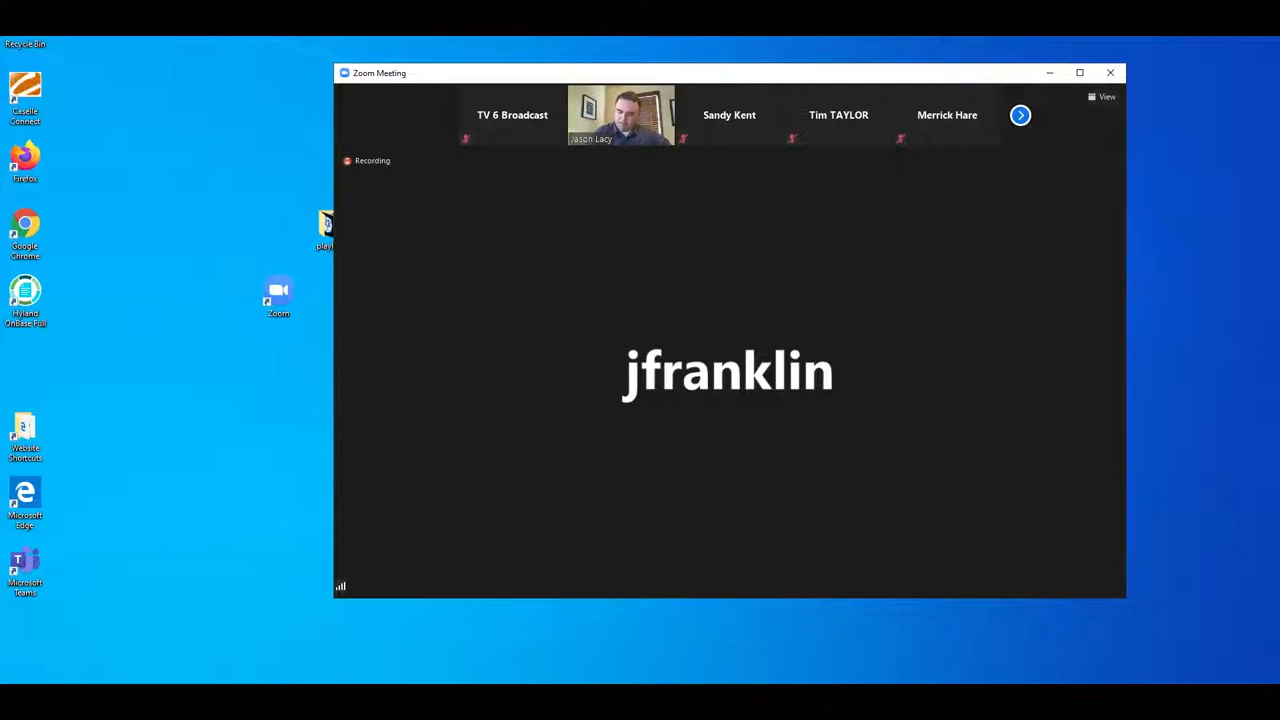 Recycle Bin
Caselle
Connect
Firefox
Google
Chrome
Hyland
OnBase Full
Website
Shortcuts
Microsoft
Edge
Microsoft
Teams
Zoom
Zoom Meeting
View
TV 6 Broadcast
Jason Lacy
Sandy Kent
Tim TAYLOR
Merrick Hare
Recording
jfranklin